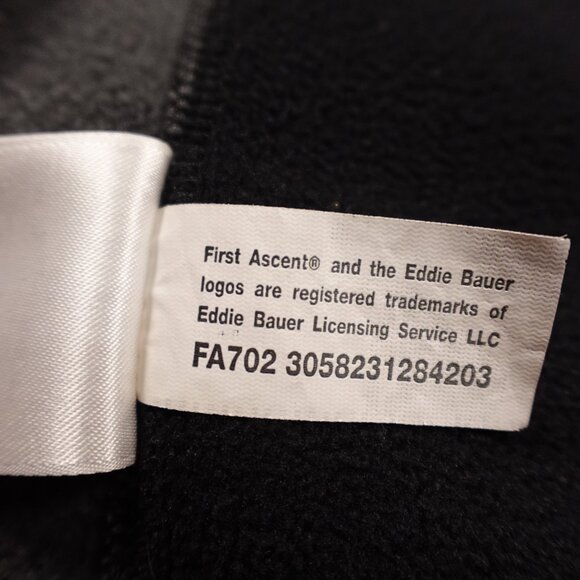 First Ascent® and the Eddie Bauer
logos are registered trademarks of
Eddie Bauer Licensing Service LLC
FA702 3058231284203